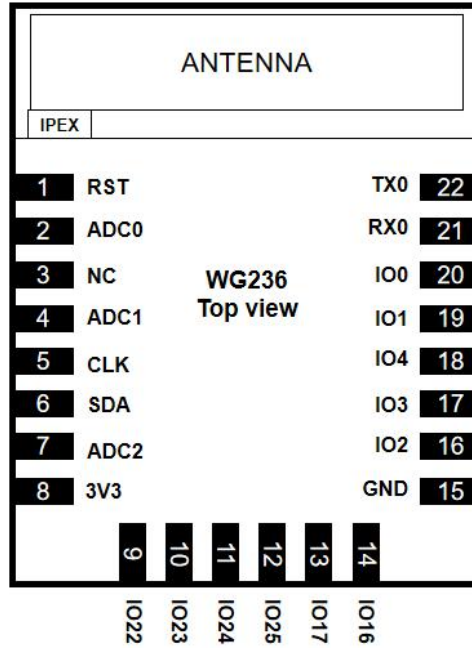 ANTENNA
IPEX
1 RST TX0 22
2 ADC0 RX0 21
3 NC IO0 20
WG236
Top view
4 ADC1 IO1 19
5 CLK IO4 18
6 SDA IO3 17
7 ADC2 IO2 16
8 3V3 GND 15
9 10 11 12 13 14
IO22 IO23 IO24 IO25 IO17 IO16